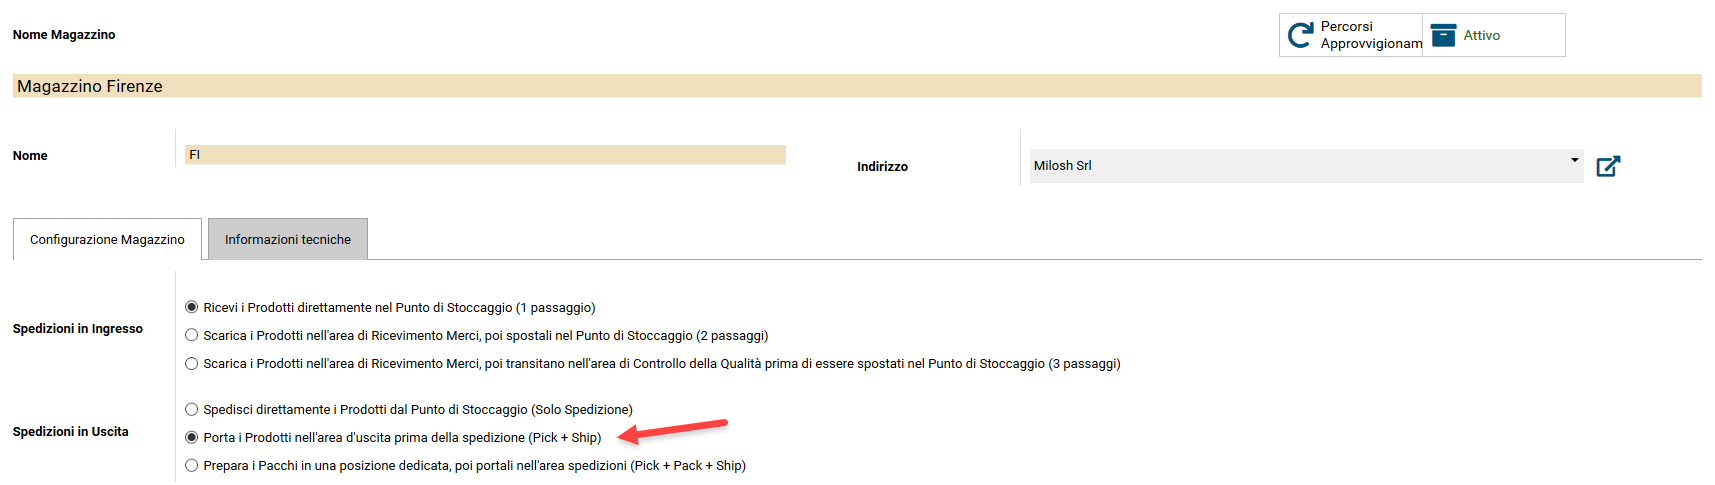 Nome Magazzino
Percorsi
Approvvigionam
Attivo
Magazzino Firenze
Nome
FI
Indirizzo
Milosh Srl
Configurazione Magazzino
Informazioni tecniche
Spedizioni in Ingresso
Ricevi i Prodotti direttamente nel Punto di Stoccaggio (1 passaggio)
Scarica i Prodotti nell'area di Ricevimento Merci, poi spostali nel Punto di Stoccaggio (2 passaggi)
Scarica i Prodotti nell'area di Ricevimento Merci, poi transitano nell'area di Controllo della Qualità prima di essere spostati nel Punto di Stoccaggio (3 passaggi)
Spedizioni in Uscita
Spedisci direttamente i Prodotti dal Punto di Stoccaggio (Solo Spedizione)
Porta i Prodotti nell'area d'uscita prima della spedizione (Pick + Ship)
Prepara i Pacchi in una posizione dedicata, poi portali nell'area spedizioni (Pick + Pack + Ship)